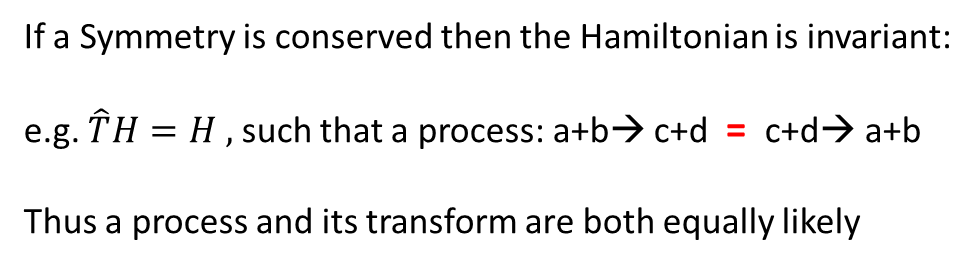 If a Symmetry is conserved then the Hamiltonian is invariant:
e.g. T̂H = H , such that a process: a+b→ c+d = c+d→ a+b
Thus a process and its transform are both equally likely